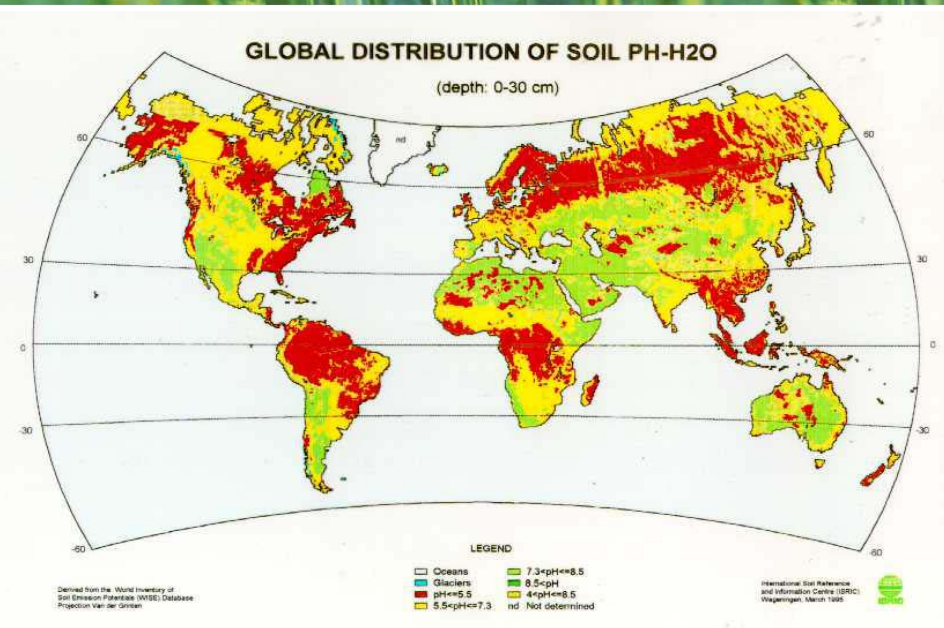 GLOBAL DISTRIBUTION OF SOIL PH-H2O
(depth: 0-30 cm)
nd
60
60
30
30
0
0
-30
-30
-60
-60
LEGEND
Oceans
Glaciers
pH<=5.5
5.5<pH<=7.3
7.3<pH<=8.5
8.5<pH
4<pH<=8.5
nd Not determined
Derived from the World Inventory of
Soil Emission Potentials (WISE) Database
Projection Van der Grinten
International Soil Reference
and Information Centre (ISRIC)
Wageningen, March 1995